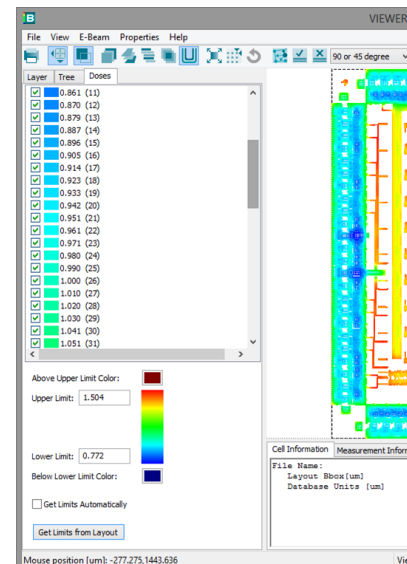 B VIEWER
File View E-Beam Properties Help
90 or 45 degree
Layer Tree Doses
0.861 (11)
0.870 (12)
0.879 (13)
0.887 (14)
0.896 (15)
0.905 (16)
0.914 (17)
0.923 (18)
0.933 (19)
0.942 (20)
0.951 (21)
0.961 (22)
0.971 (23)
0.980 (24)
0.990 (25)
1.000 (26)
1.010 (27)
1.020 (28)
1.030 (29)
1.041 (30)
1.051 (31)
Above Upper Limit Color:
Upper Limit: 1.504
Lower Limit: 0.772
Below Lower Limit Color:
Get Limits Automatically
Get Limits from Layout
Cell Information Measurement Inforr
File Name:
Layout Bbox[um]
Database Units [um]
Mouse position [um]: -277.275,1443.636 Vie